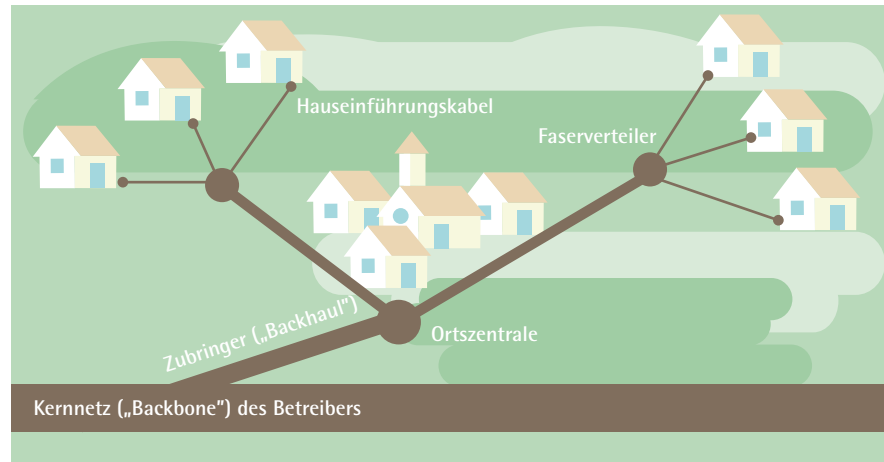 Hauseinführungskabel
Faserverteiler
Zubringer („Backhaul”)
Ortszentrale
Kernnetz („Backbone”) des Betreibers